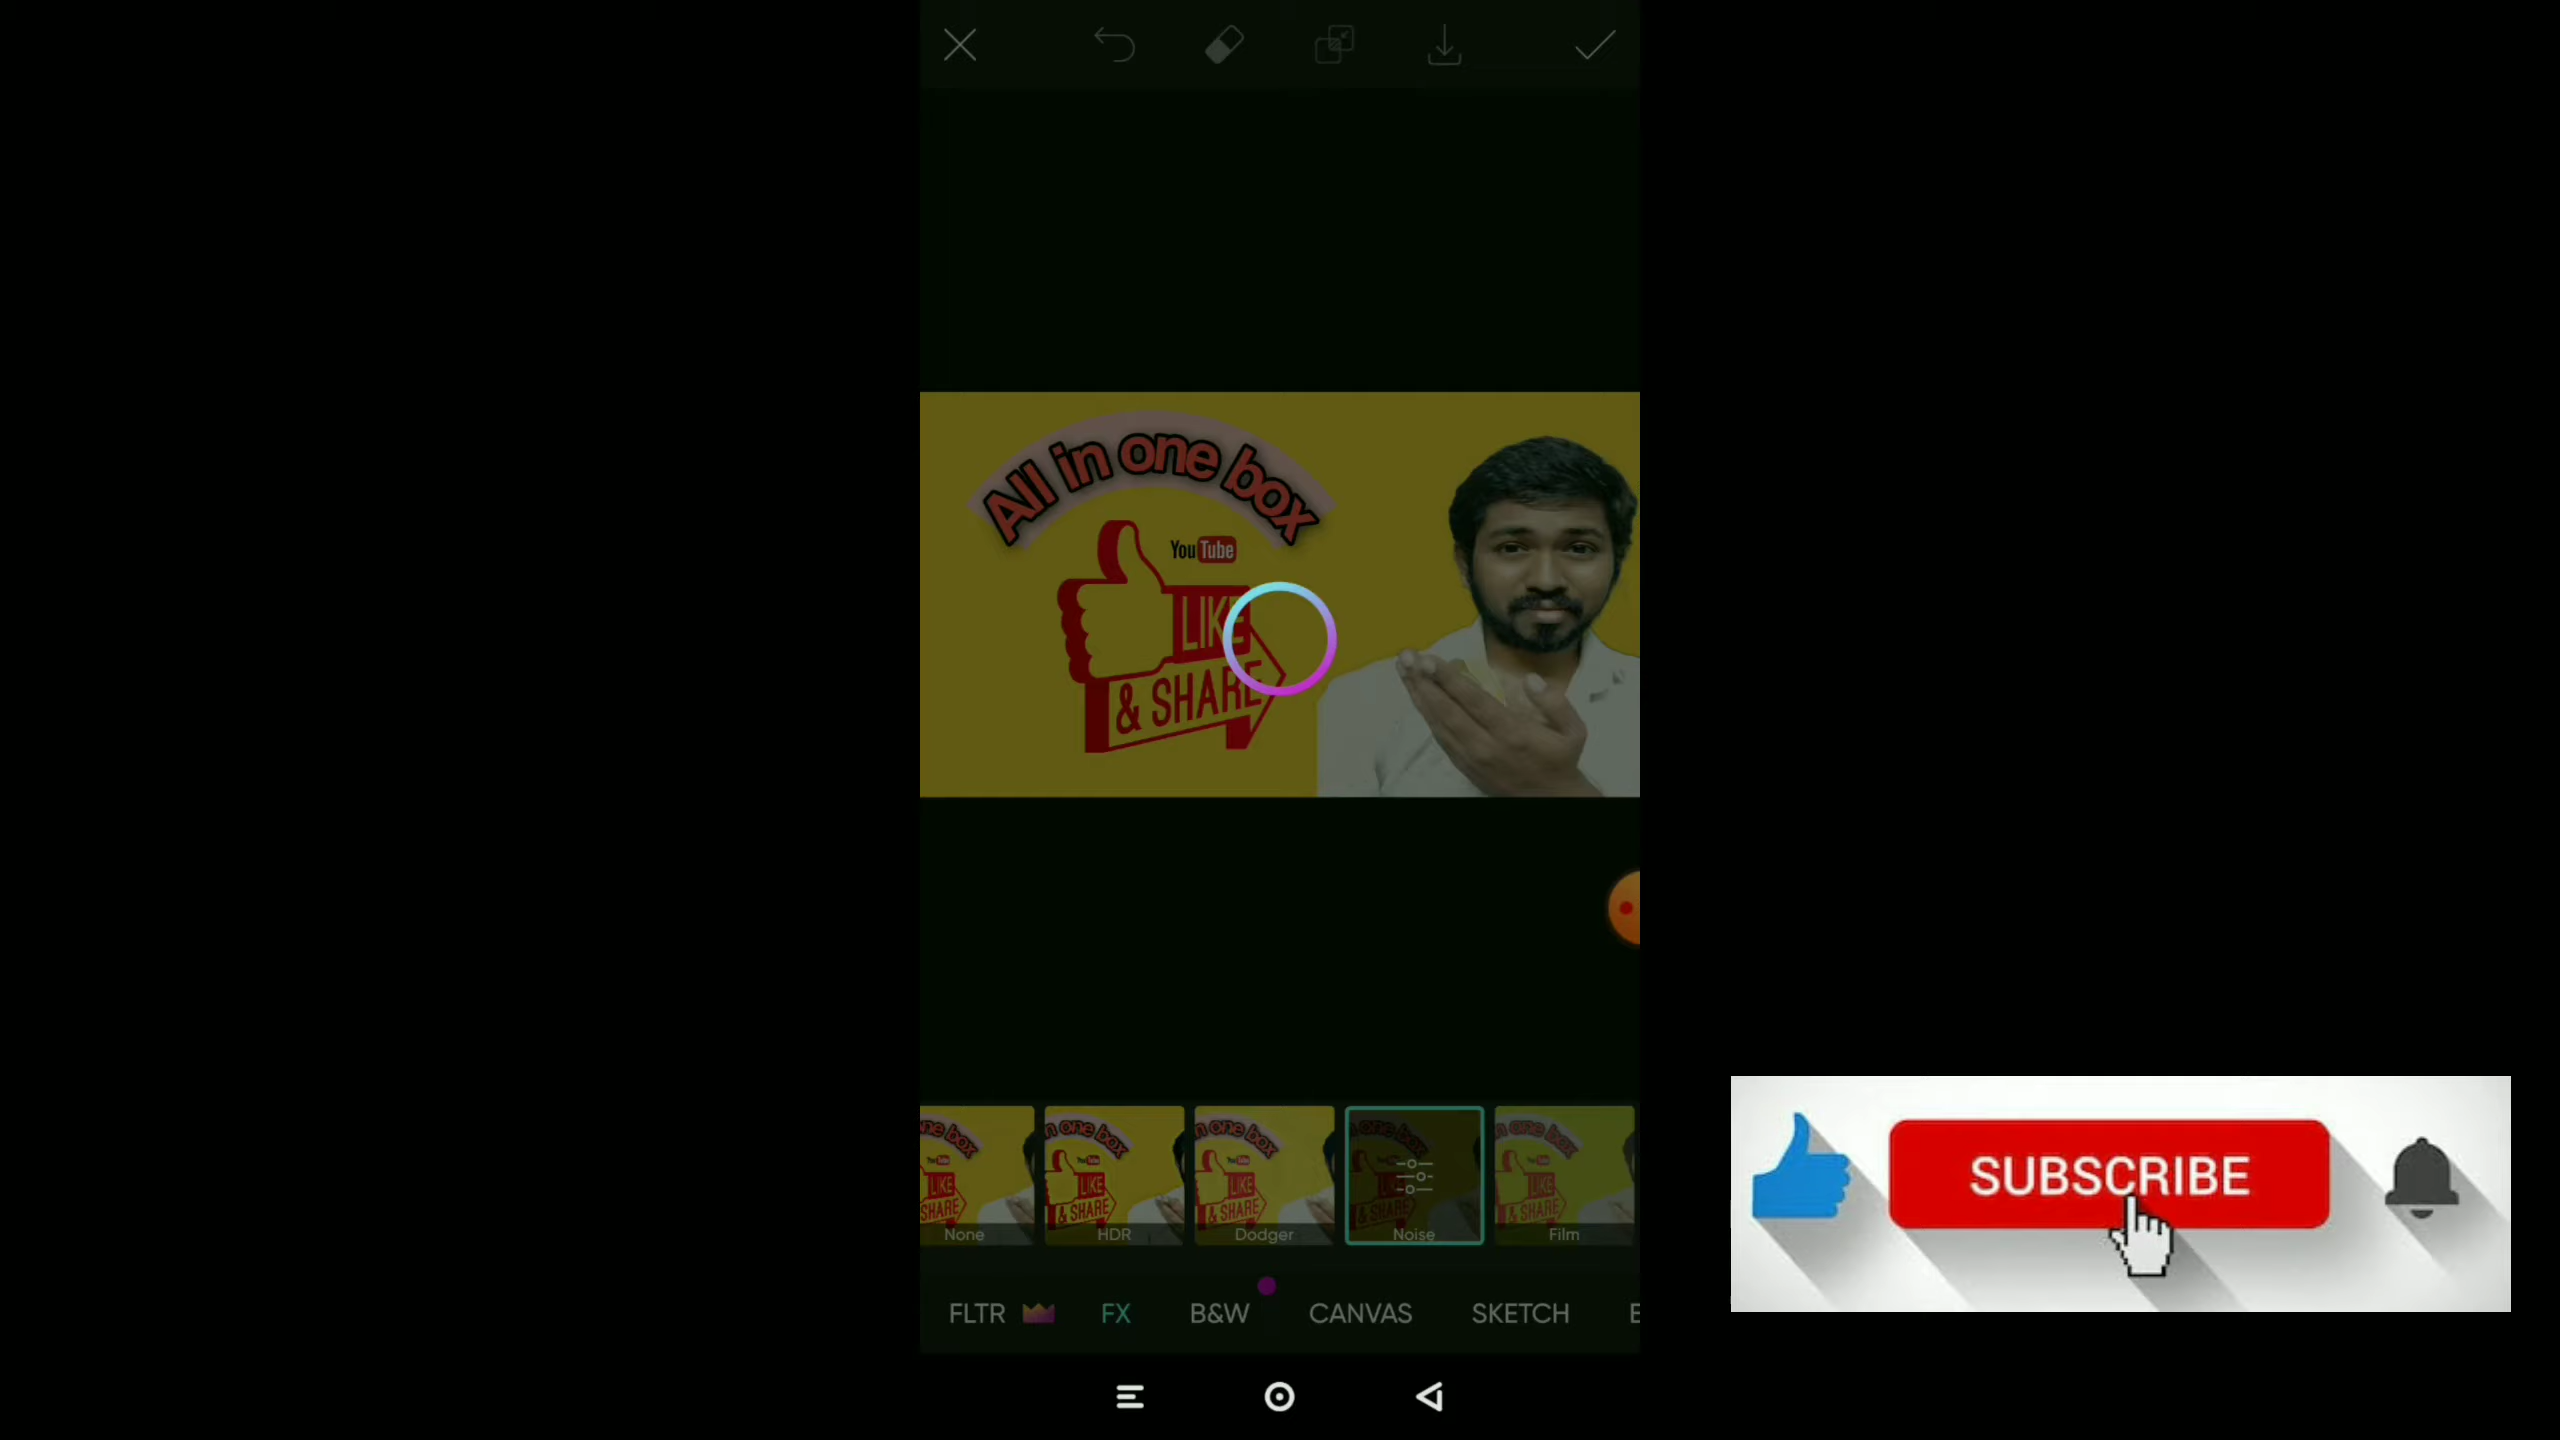 All in one box
YouTube
LIKE
& SHARE
None
HDR
Dodger
Noise
Film
FLTR
FX
B&W
CANVAS
SKETCH
SUBSCRIBE